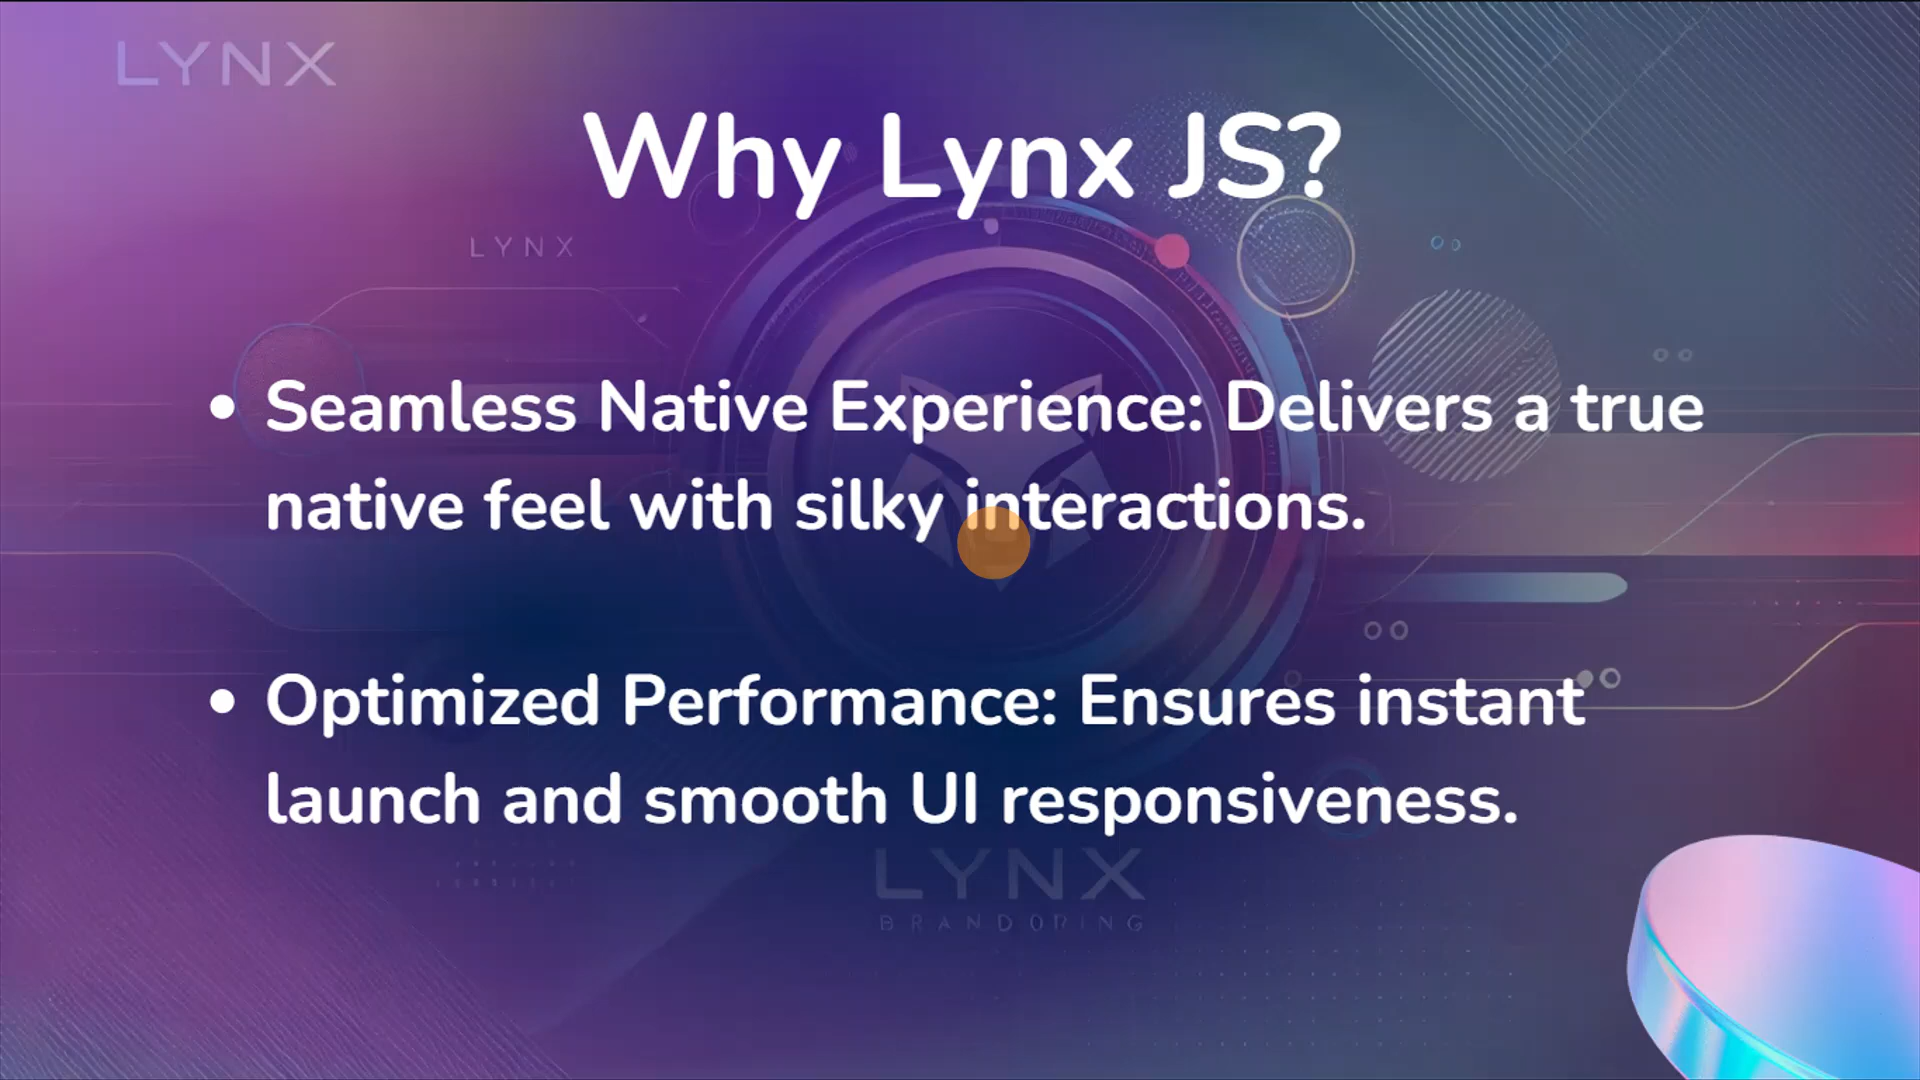 LYNX
Why Lynx JS?
LYNX
• Seamless Native Experience: Delivers a true
native feel with silky interactions.
• Optimized Performance: Ensures instant
launch and smooth UI responsiveness.
LYNX